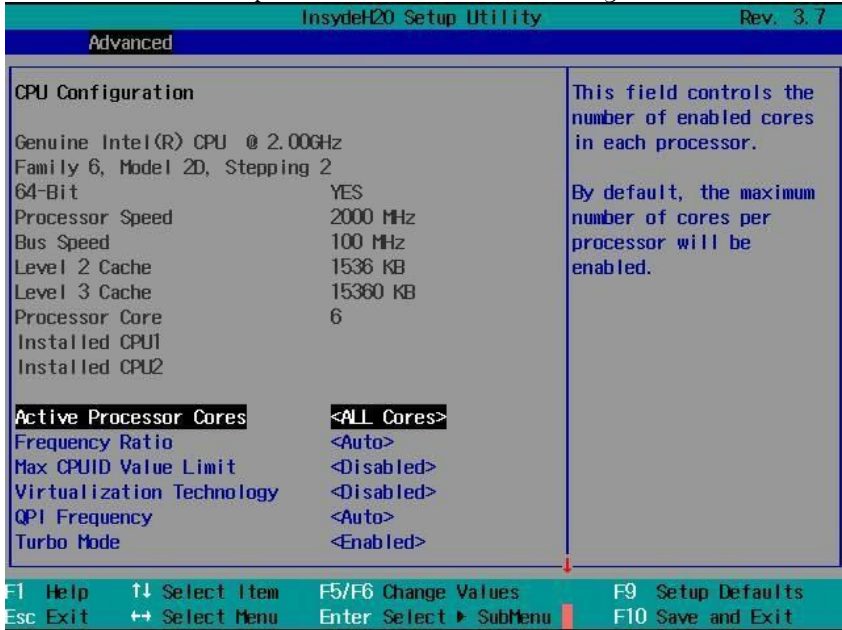 InsydeH2O Setup Utility Rev. 3.7
Advanced
CPU Configuration
Genuine Intel(R) CPU @ 2.00GHz
Family 6, Model 2D, Stepping 2
64-Bit YES
Processor Speed 2000 MHz
Bus Speed 100 MHz
Level 2 Cache 1536 KB
Level 3 Cache 15360 KB
Processor Core 6
Installed CPU1
Installed CPU2
Active Processor Cores <ALL Cores>
Frequency Ratio <Auto>
Max CPUID Value Limit <Disabled>
Virtualization Technology <Disabled>
QPI Frequency <Auto>
Turbo Mode <Enabled>
This field controls the
number of enabled cores
in each processor.
By default, the maximum
number of cores per
processor will be
enabled.
F1 Help ↑↓ Select Item F5/F6 Change Values F9 Setup Defaults
Esc Exit ↔ Select Menu Enter Select ▶ SubMenu F10 Save and Exit